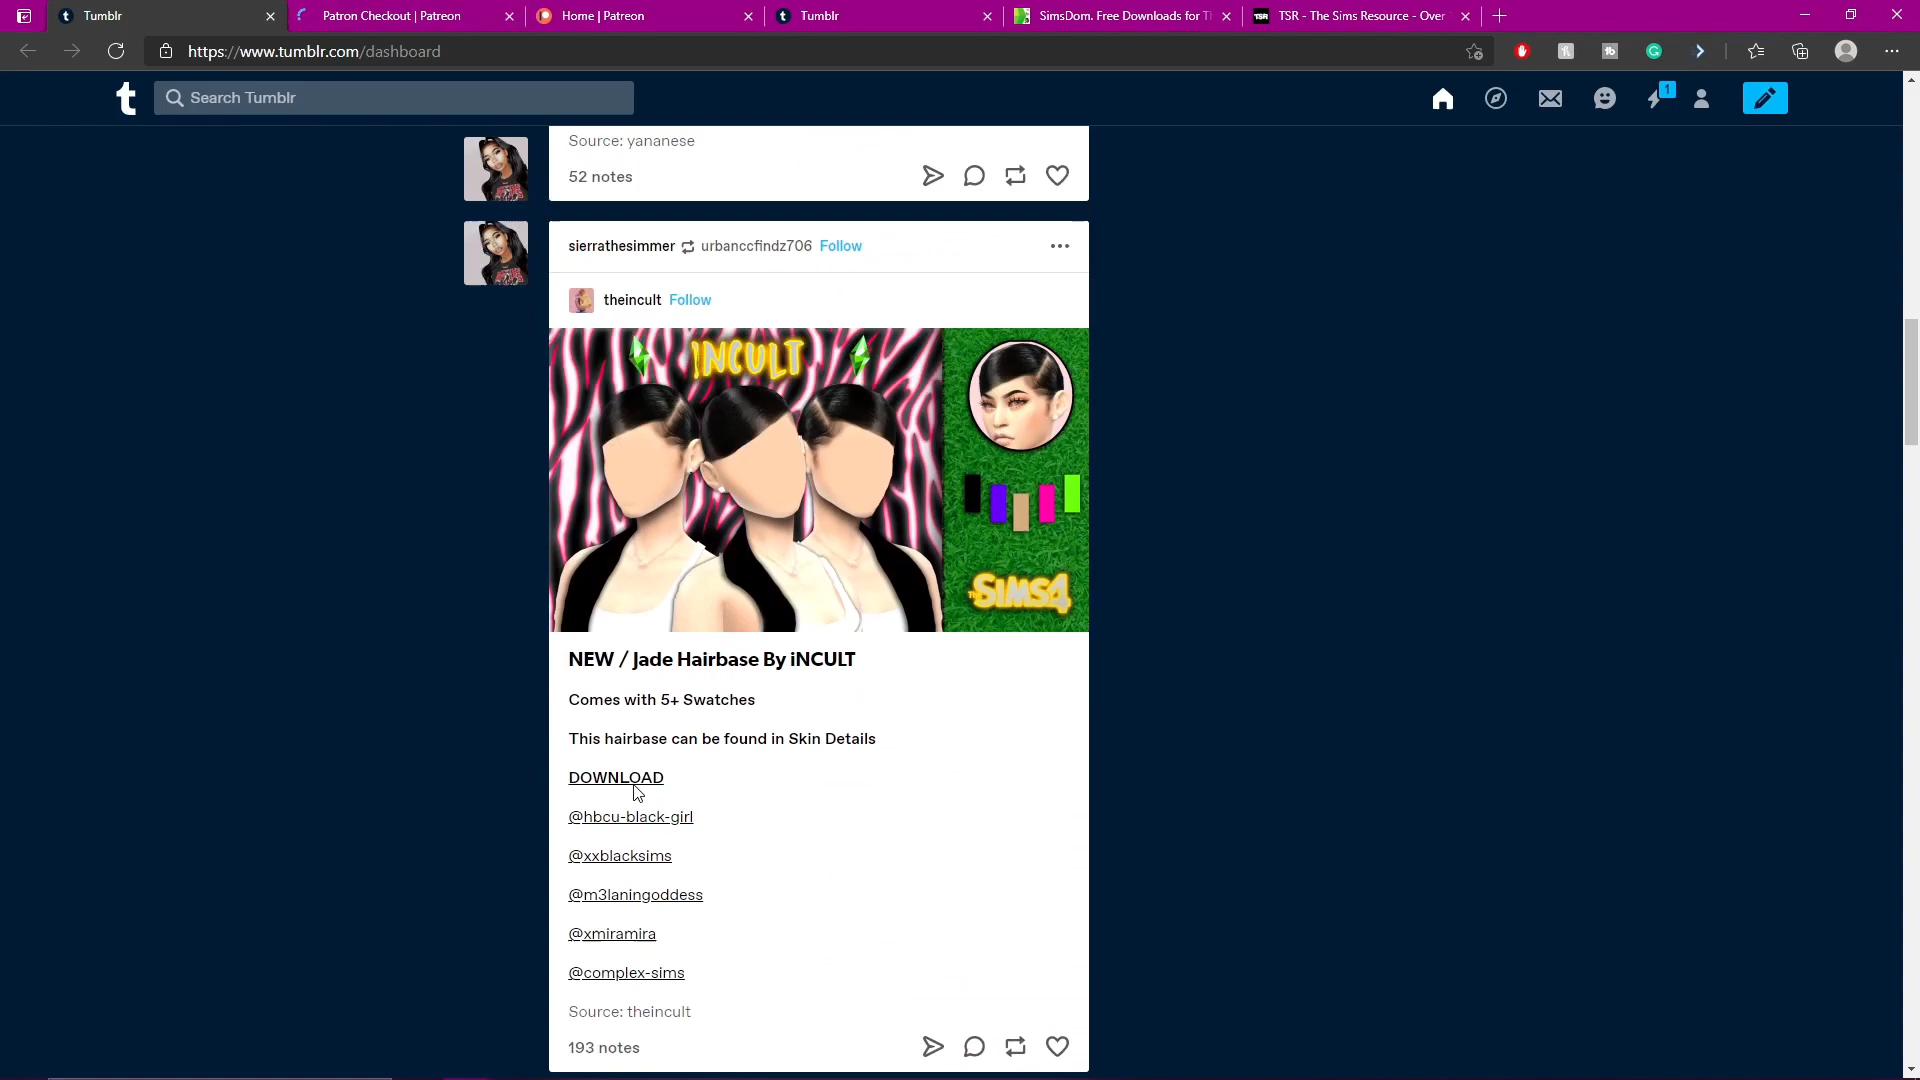 Tumblr
Patron Checkout | Patreon
Home | Patreon
Tumblr
SimsDom. Free Downloads for Th
TSR - The Sims Resource - Over
https://www.tumblr.com/dashboard
Search Tumblr
1
Source: yananese
52 notes
sierrathesimmer urbanccfindz706 Follow
theincult Follow
INCULT
The SIMS4
NEW / Jade Hairbase By iNCULT
Comes with 5+ Swatches
This hairbase can be found in Skin Details
DOWNLOAD
@hbcu-black-girl
@xxblacksims
@m3laningoddess
@xmiramira
@complex-sims
Source: theincult
193 notes